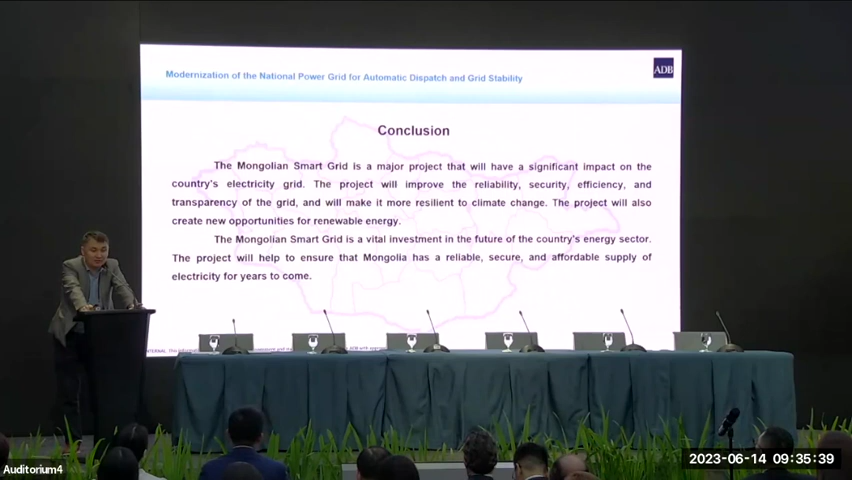 Modernization of the National Power Grid for Automatic Dispatch and Grid Stability
ADB
Conclusion
The Mongolian Smart Grid is a major project that will have a significant impact on the
country's electricity grid. The project will improve the reliability, security, efficiency, and
transparency of the grid, and will make it more resilient to climate change. The project will also
create new opportunities for renewable energy.
The Mongolian Smart Grid is a vital investment in the future of the country's energy sector.
The project will help to ensure that Mongolia has a reliable, secure, and affordable supply of
electricity for years to come.
INTERNAL. This
ADB with
Auditorium4
2023-06-14 09:35:39